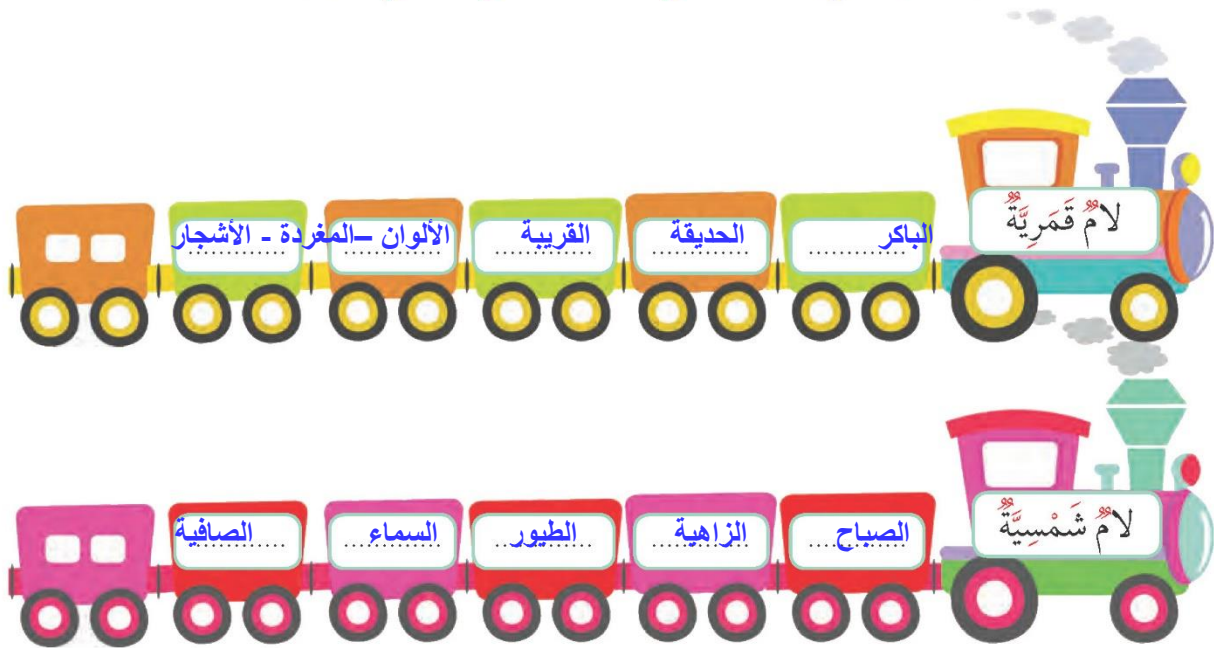 لامٌ قَمَرِيَّةٌ
الباكر
الحديقة
القريبة
الألوان –المغردة - الأشجار
لامٌ شَمْسِيَّةٌ
الصباح
الزاهية
الطيور
السماء
الصافية